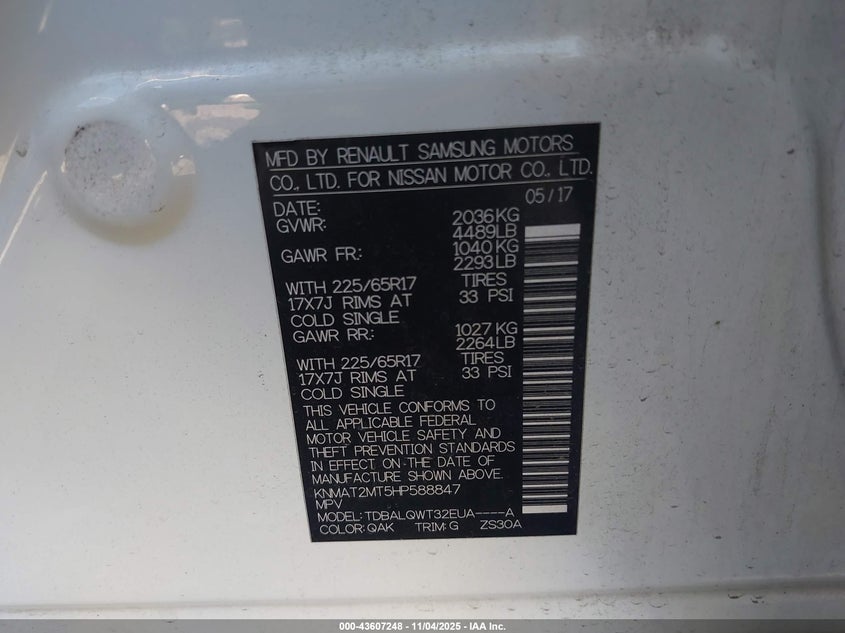 MFD BY RENAULT SAMSUNG MOTORS
CO., LTD. FOR NISSAN MOTOR CO., LTD.
DATE: 05/17
GVWR: 2036KG
4489LB
GAWR FR: 1040KG
2293LB
WITH 225/65R17 TIRES
17X7J RIMS AT 33 PSI
COLD SINGLE
GAWR RR: 1027 KG
2264LB
WITH 225/65R17 TIRES
17X7J RIMS AT 33 PSI
COLD SINGLE
THIS VEHICLE CONFORMS TO
ALL APPLICABLE FEDERAL
MOTOR VEHICLE SAFETY AND
THEFT PREVENTION STANDARDS
IN EFFECT ON THE DATE OF
MANUFACTURE SHOWN ABOVE.
KNMAT2MT5HP588847
MPV
MODEL: TDBALQWT32EUA----A
COLOR: QAK TRIM: G ZS30A
000-43607248 - 11/04/2025 - IAA Inc.